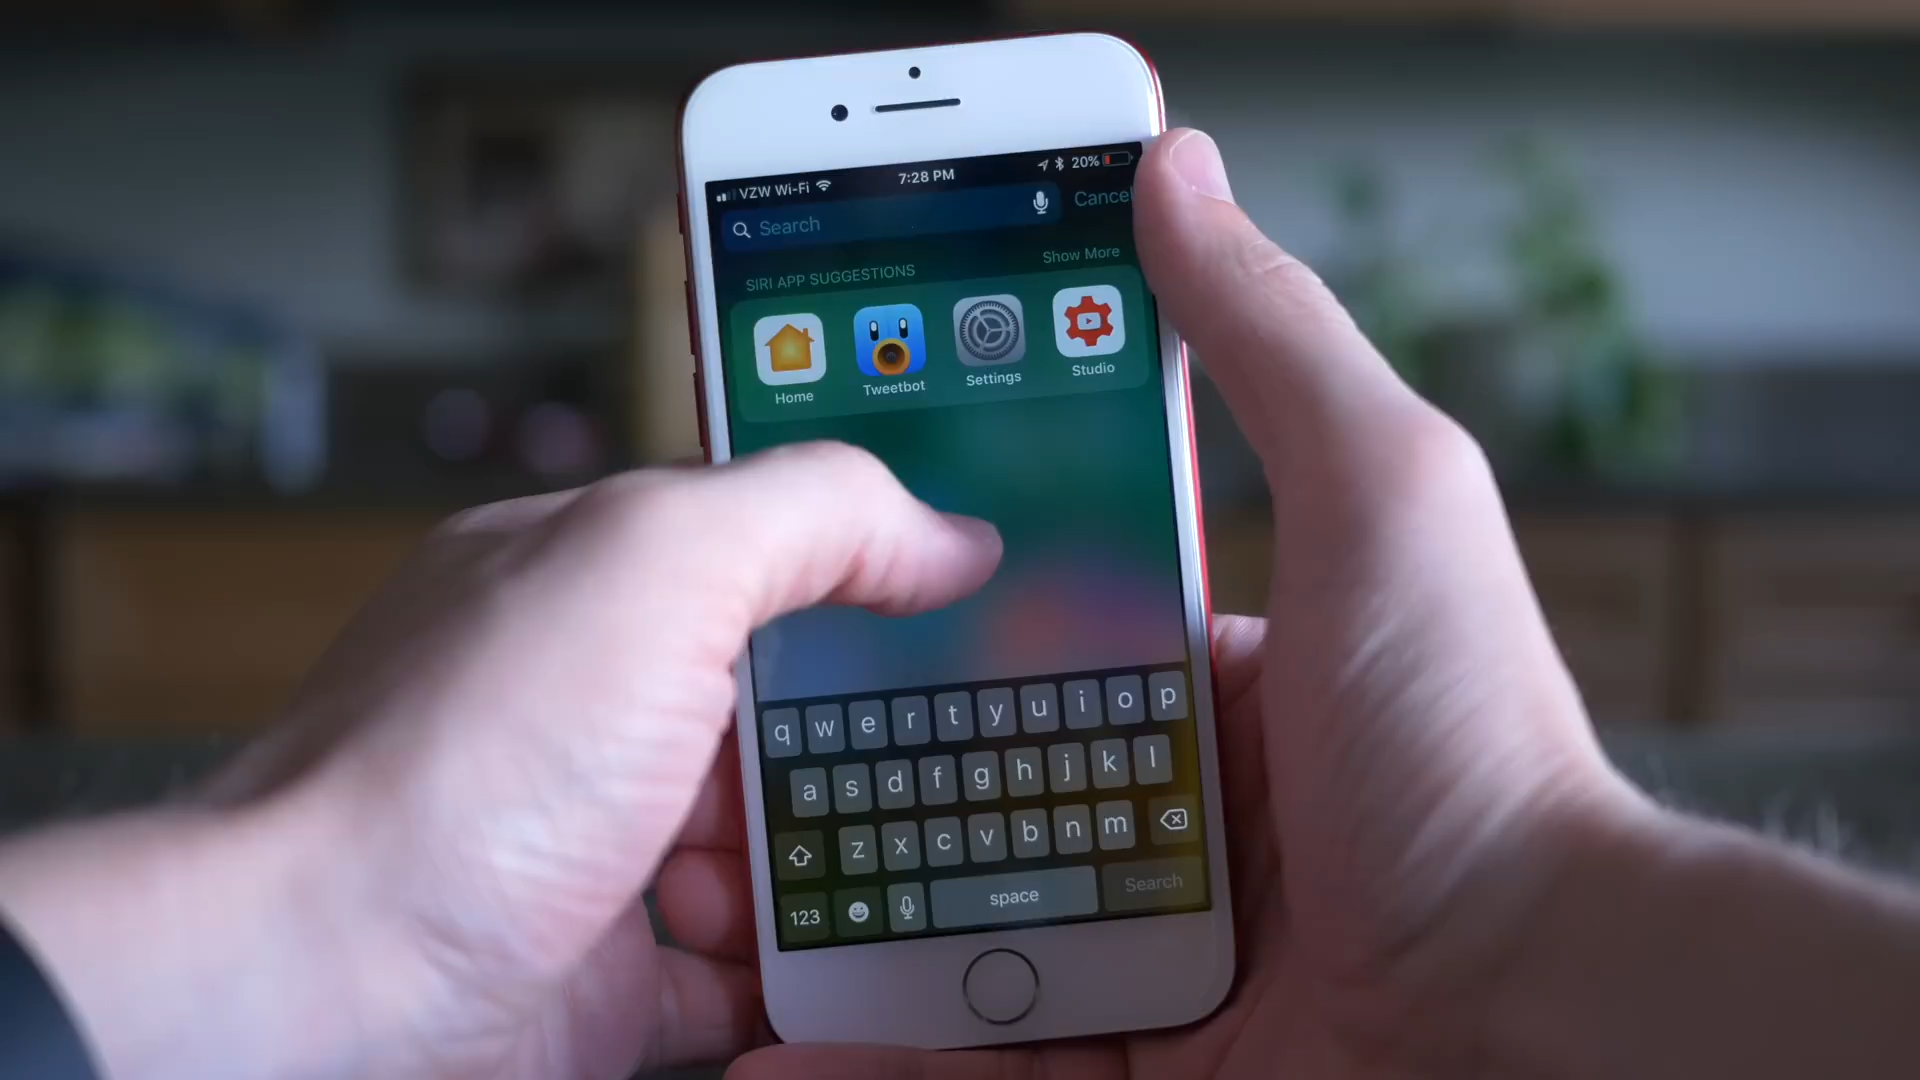 VZW Wi-Fi 7:28 PM 20%
Search Cancel
SIRI APP SUGGESTIONS Show More
Home Tweetbot Settings Studio
q w e r t y u i o p
a s d f g h j k l
z x c v b n m
123 space Search